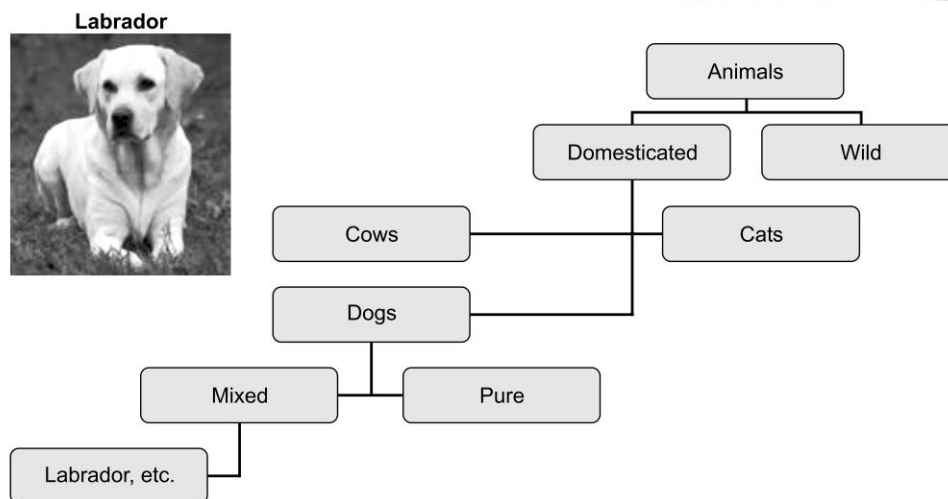 Labrador
Animals
Domesticated
Wild
Cows
Cats
Dogs
Mixed
Pure
Labrador, etc.